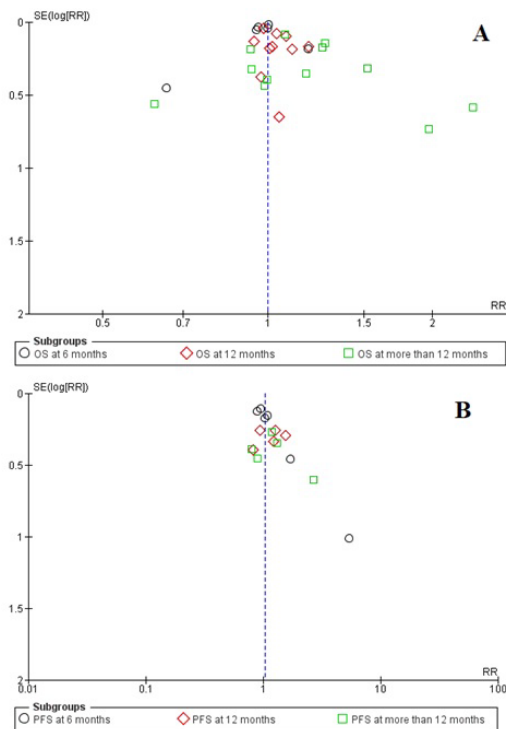 SE(log[RR])
A
0
0.5
1
1.5
2
0.5
0.7
1
1.5
2
RR
Subgroups
OS at 6 months
OS at 12 months
OS at more than 12 months
SE(log[RR])
B
0
0.5
1
1.5
2
0.01
0.1
1
10
100
RR
Subgroups
PFS at 6 months
PFS at 12 months
PFS at more than 12 months